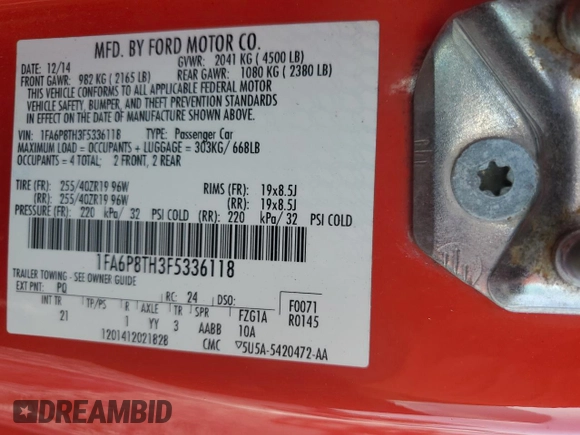 MFD. BY FORD MOTOR CO.
12/14 GVWR: 2041 KG ( 4500 LB)
FRONT GAWR: 982 KG ( 2165 LB) REAR GAWR: 1080 KG ( 2380 LB)
THIS VEHICLE CONFORMS TO ALL APPLICABLE FEDERAL MOTOR
VEHICLE SAFETY, BUMPER, AND THEFT PREVENTION STANDARDS
IN EFFECT ON THE DATE OF MANUFACTURE SHOWN ABOVE.
VIN: 1FA6P8TH3F5336118 TYPE: Passenger Car
MAXIMUM LOAD = OCCUPANTS + LUGGAGE = 303KG/ 668LB
OCCUPANTS = 4 TOTAL: 2 FRONT, 2 REAR
TIRE (FR): 255/40ZR19 96W RIMS (FR): 19x8.5J
(RR): 255/40ZR19 96W (RR): 19x8.5J
PRESSURE (FR): 220 kPa/ 32 PSI COLD (RR): 220 kPa/ 32 PSI COLD
1FA6P8TH3F5336118
TRAILER TOWING - SEE OWNER GUIDE
EXT PNT: PQ RC: 24 DSO: F0071
INT TR TP/PS R AXLE TR SPR FZG1A R0145
21 1 YY 3 AABB 10A
1201412021828 CMC ▽5U5A-5420472-AA
DREAMBID